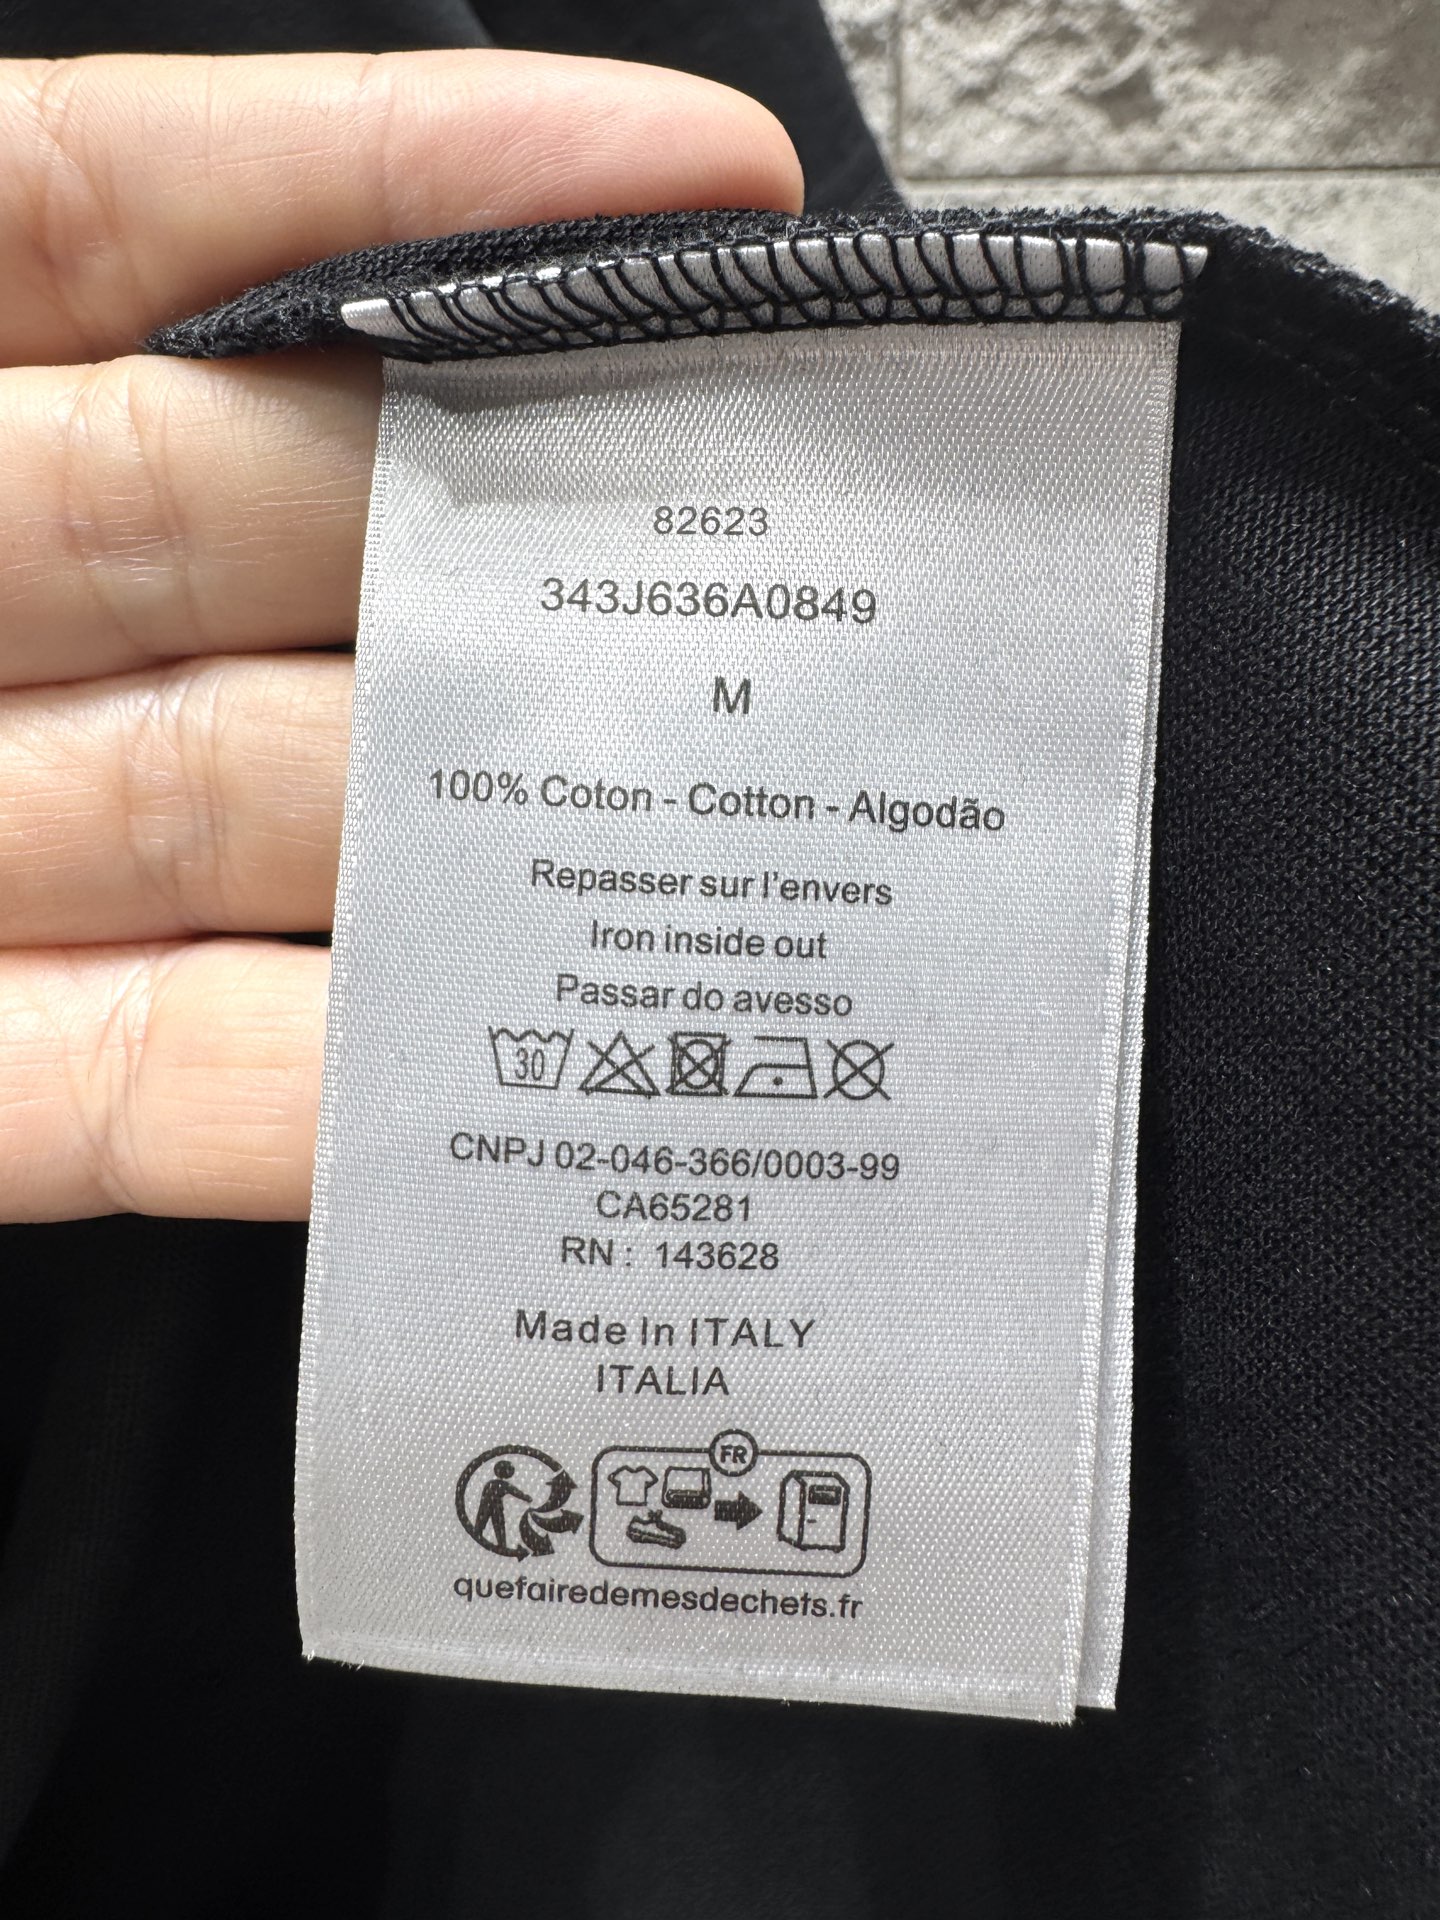 82623
343J636A0849
M
100% Coton - Cotton - Algodão
Repasser sur l'envers
Iron inside out
Passar do avesso
30
CNPJ 02-046-366/0003-99
CA65281
RN : 143628
Made In ITALY
ITALIA
FR
quefairedemesdechets.fr